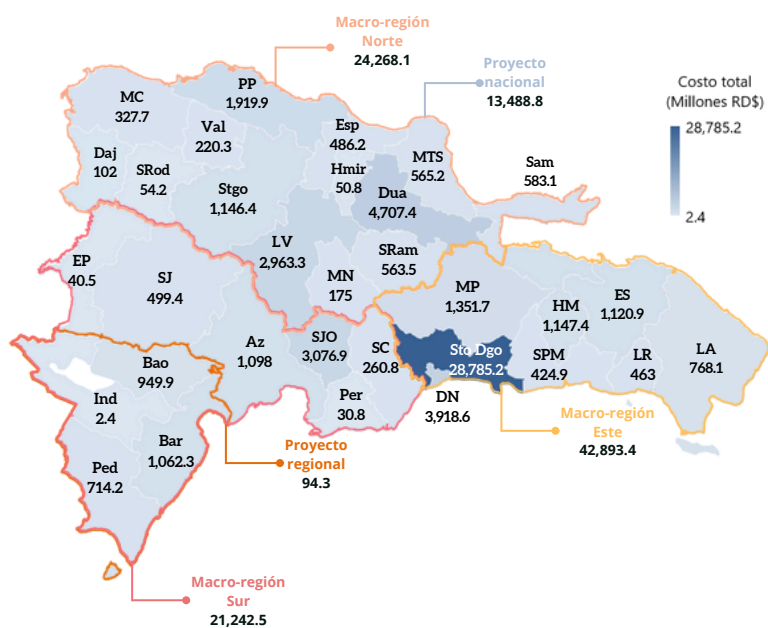 Macro-región
Norte
24,268.1
Proyecto
nacional
13,488.8
Costo total
(Millones RD$)
28,785.2
2.4
MC
327.7
PP
1,919.9
Val
220.3
Esp
486.2
Daj
102
SRod
54.2
Stgo
1,146.4
Hmir
50.8
MTS
565.2
Dua
4,707.4
Sam
583.1
EP
40.5
SJ
499.4
LV
2,963.3
MN
175
SRam
563.5
MP
1,351.7
HM
1,147.4
ES
1,120.9
Az
1,098
SJO
3,076.9
SC
260.8
Sto Dgo
28,785.2
SPM
424.9
LR
463
LA
768.1
Bao
949.9
Ind
2.4
Per
30.8
DN
3,918.6
Bar
1,062.3
Ped
714.2
Proyecto
regional
94.3
Macro-región
Este
42,893.4
Macro-región
Sur
21,242.5